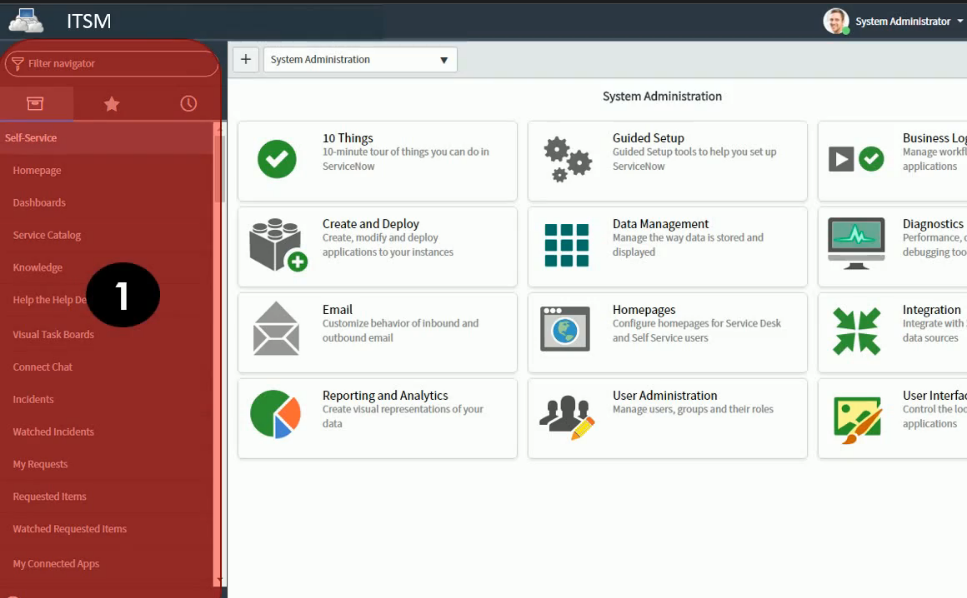 ITSM
System Administrator
Filter navigator
Self-Service
Homepage
Dashboards
Service Catalog
Knowledge
Help the Help De
Visual Task Boards
Connect Chat
Incidents
Watched Incidents
My Requests
Requested Items
Watched Requested Items
My Connected Apps
1
+ System Administration
System Administration
10 Things
10-minute tour of things you can do in
ServiceNow
Guided Setup
Guided Setup tools to help you set up
ServiceNow
Business Log
Manage workfl
applications
Create and Deploy
Create, modify and deploy
applications to your instances
Data Management
Manage the way data is stored and
displayed
Diagnostics
Performance,
debugging too
Email
Customize behavior of inbound and
outbound email
Homepages
Configure homepages for Service Desk
and Self Service users
Integration
Integrate with
data sources
Reporting and Analytics
Create visual representations of your
data
User Administration
Manage users, groups and their roles
User Interfac
Control the loo
applications